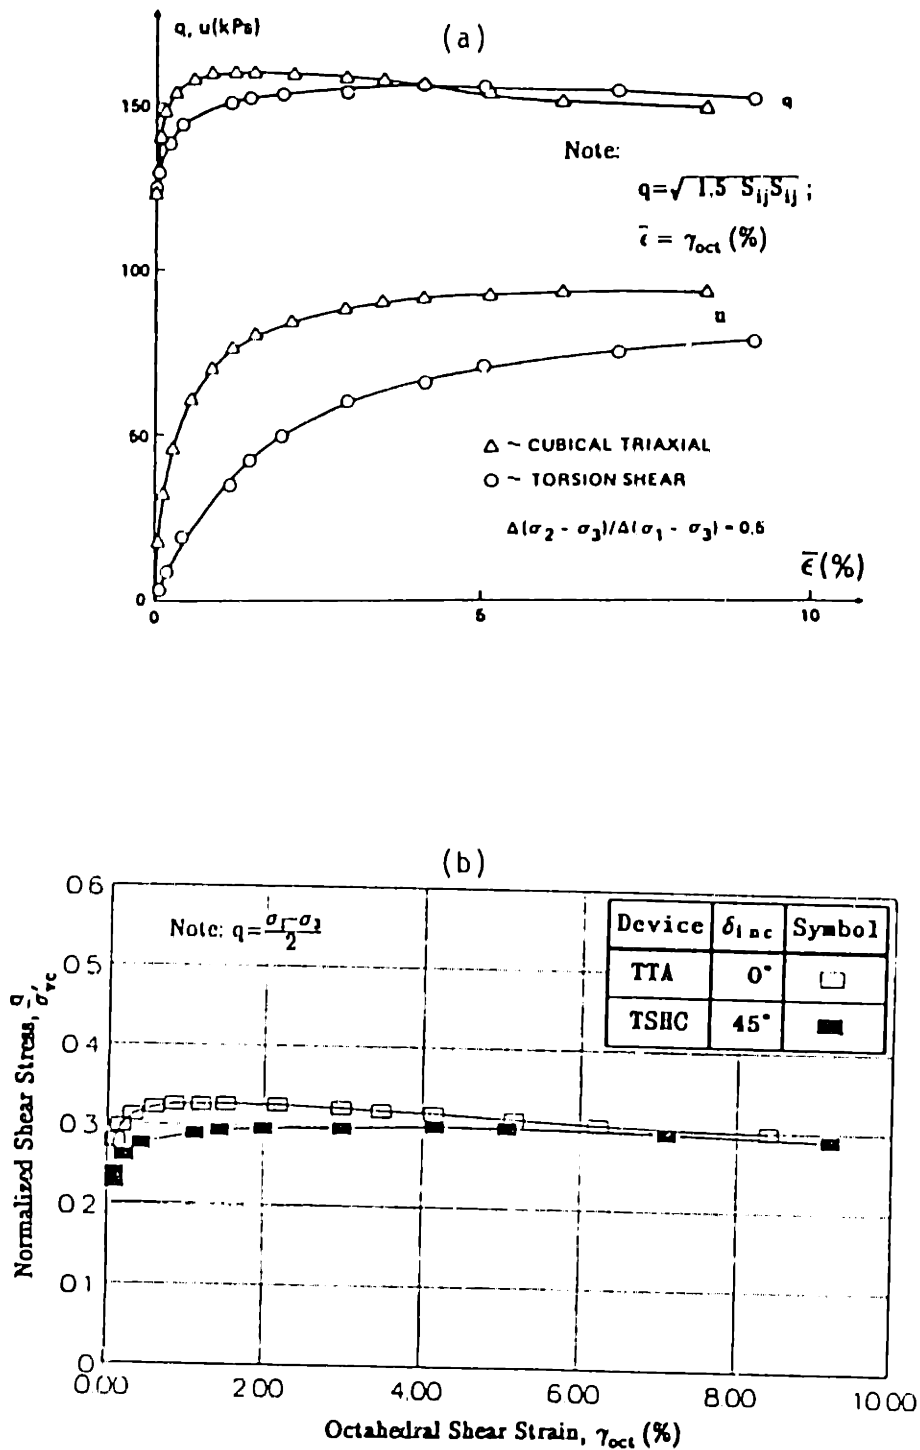 (a)
q, u(kPa)
150
q
Note:
q=√1.5 SijSij ;
ε̄ = γoct (%)
100
u
50
△ ~ CUBICAL TRIAXIAL
○ ~ TORSION SHEAR
Δ(σ2 - σ3)/Δ(σ1 - σ3) = 0.5
ε̄(%)
0
0 5 10
(b)
0.6
Note: q=σ1-σ3/2
Device δinc Symbol
TTA 0° □
TSHC 45° ■
0.5
0.4
0.3
0.2
0.1
0
Normalized Shear Stress, q/σ'vc
0.00 2.00 4.00 6.00 8.00 10.00
Octahedral Shear Strain, γoct (%)